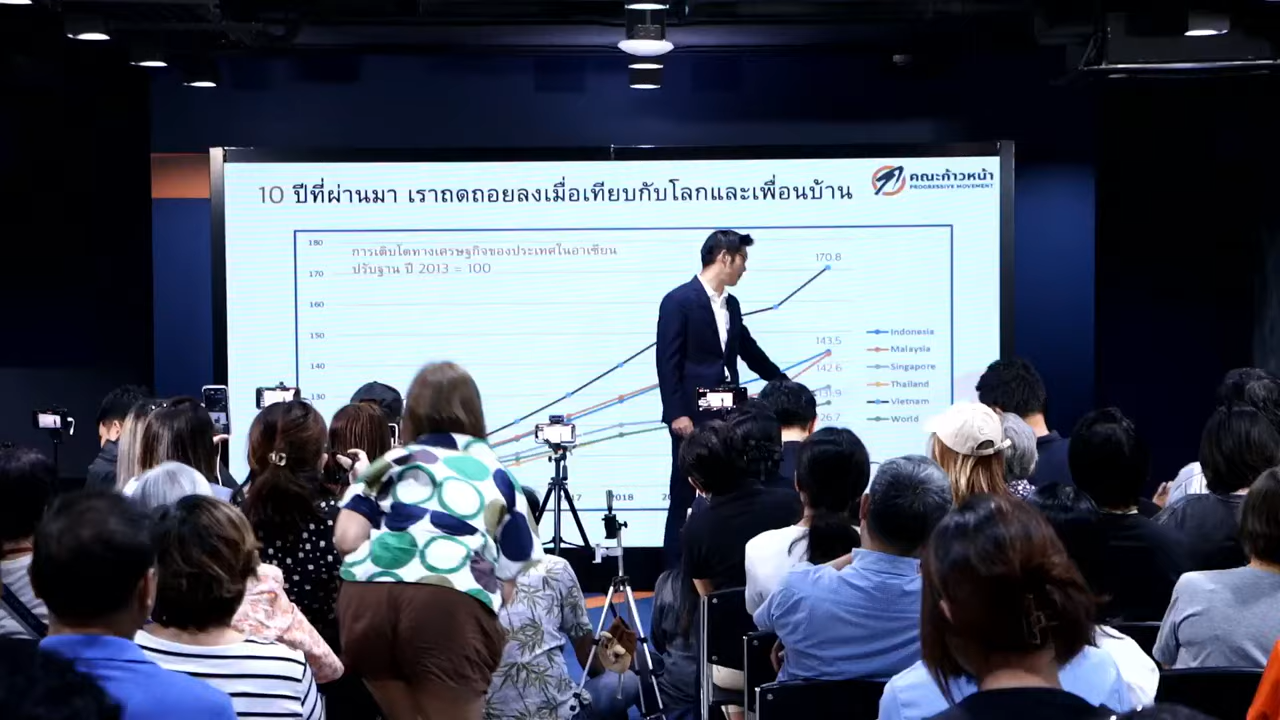 10 ปีที่ผ่านมา เราถดถอยลงเมื่อเทียบกับโลกและเพื่อนบ้าน
คณะก้าวหน้า
PROGRESSIVE MOVEMENT
การเติบโตทางเศรษฐกิจของประเทศในอาเซียน
ปรับฐาน ปี 2013 = 100
180
170
160
150
140
130
170.8
143.5
142.6
131.9
126.7
Indonesia
Malaysia
Singapore
Thailand
Vietnam
World
2018